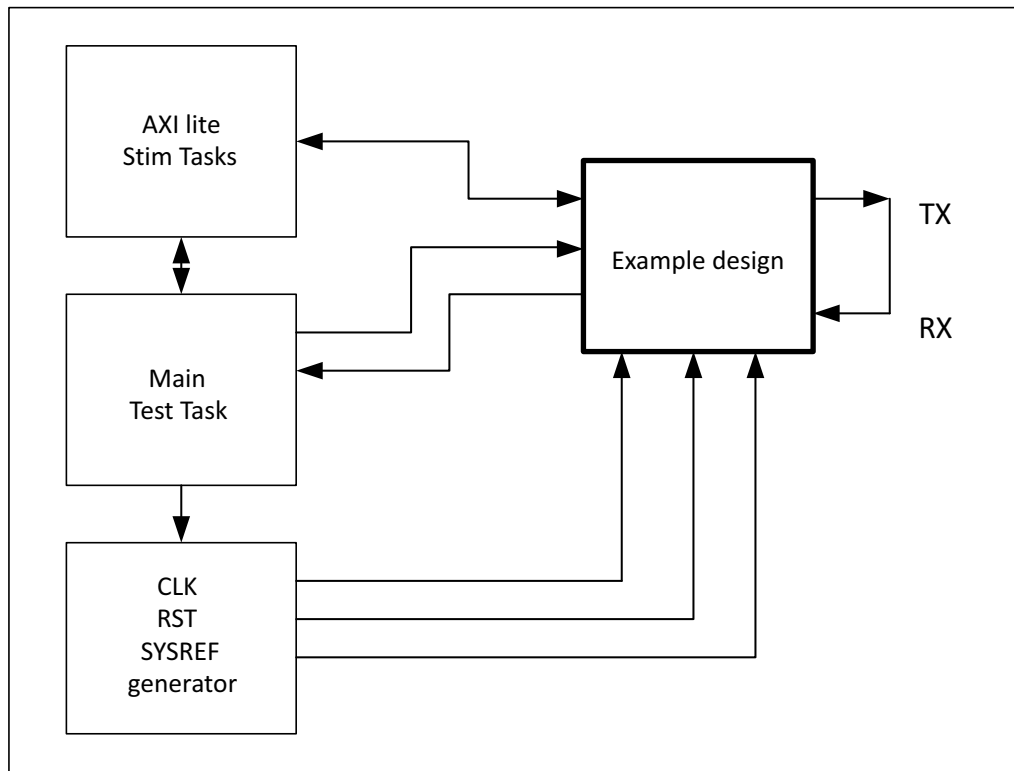 AXI lite
Stim Tasks
Example design
TX
RX
Main
Test Task
CLK
RST
SYSREF
generator